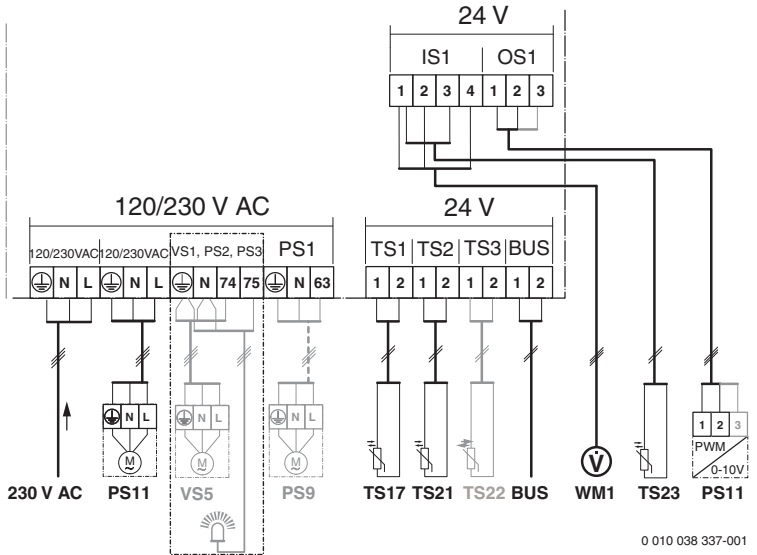 24 V
IS1 OS1
1 2 3 4 1 2 3
120/230 V AC 24 V
120/230VAC 120/230VAC VS1, PS2, PS3 PS1 TS1 TS2 TS3 BUS
N L N L N 74 75 N 63 1 2 1 2 1 2 1 2
N L N L N L 1 2 3
M M M V̇ PWM
0-10V
230 V AC PS11 VS5 PS9 TS17 TS21 TS22 BUS WM1 TS23 PS11
0 010 038 337-001